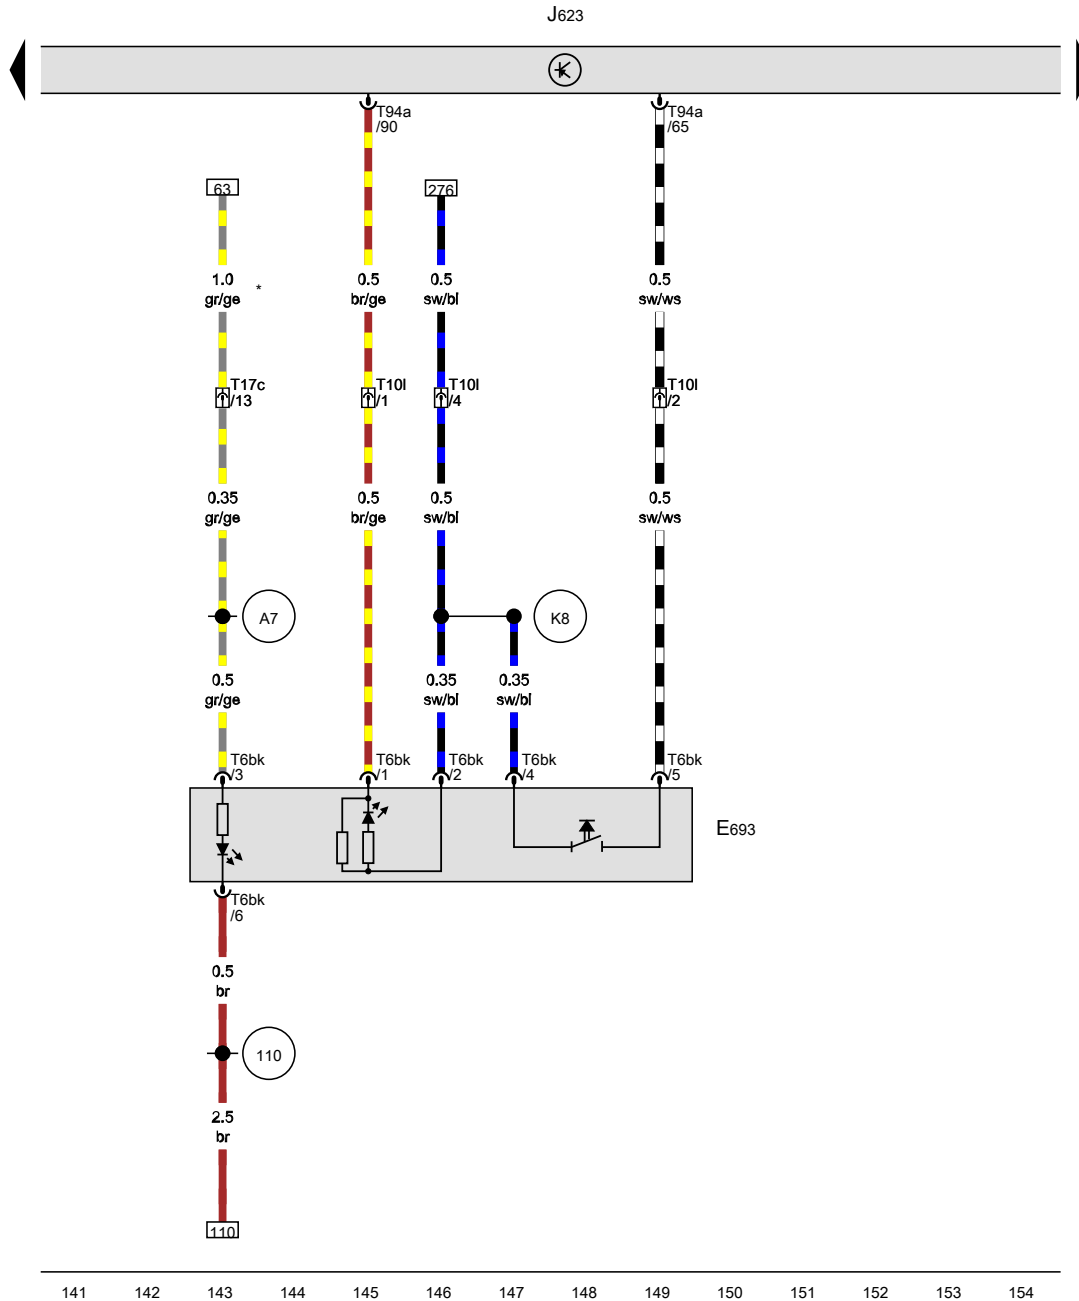 J623
T94a
/90
T94a
/65
63
276
1.0
gr/ge
*
0.5
br/ge
0.5
sw/bl
0.5
sw/ws
T17c
/13
T10l
/1
T10l
/4
T10l
/2
0.35
gr/ge
0.5
br/ge
0.5
sw/bl
0.5
sw/ws
A7
K8
0.5
gr/ge
0.35
sw/bl
0.35
sw/bl
T6bk
/3
T6bk
/1
T6bk
/2
T6bk
/4
T6bk
/5
E693
T6bk
/6
0.5
br
110
2.5
br
110
141 142 143 144 145 146 147 148 149 150 151 152 153 154